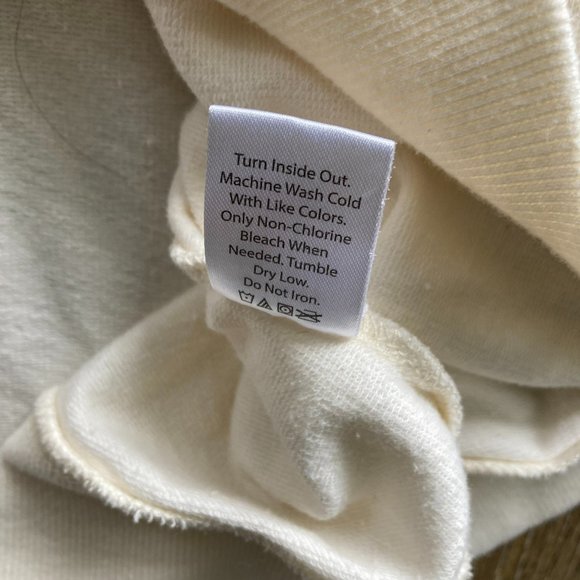 Turn Inside Out.
Machine Wash Cold
With Like Colors.
Only Non-Chlorine
Bleach When
Needed. Tumble
Dry Low.
Do Not Iron.